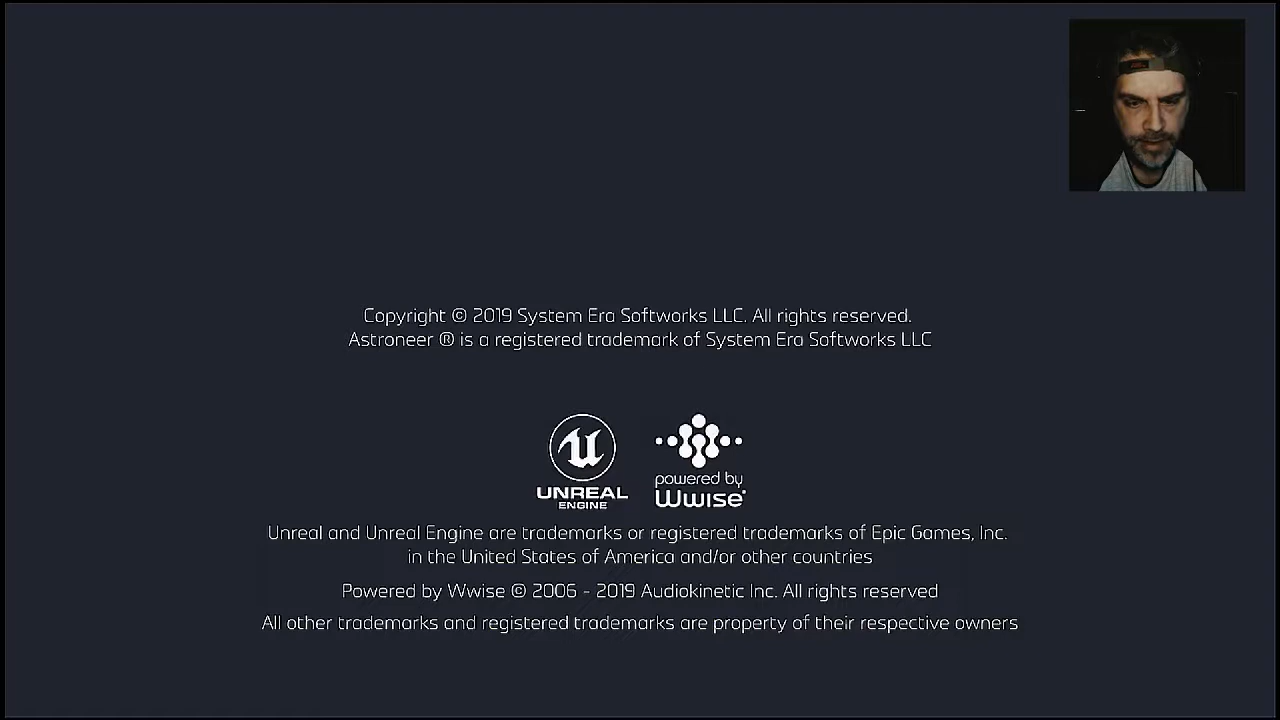 Copyright © 2019 System Era Softworks LLC. All rights reserved.
Astroneer ® is a registered trademark of System Era Softworks LLC
UNREAL
ENGINE
powered by
Wwise®
Unreal and Unreal Engine are trademarks or registered trademarks of Epic Games, Inc.
in the United States of America and/or other countries
Powered by Wwise © 2006 - 2019 Audiokinetic Inc. All rights reserved
All other trademarks and registered trademarks are property of their respective owners